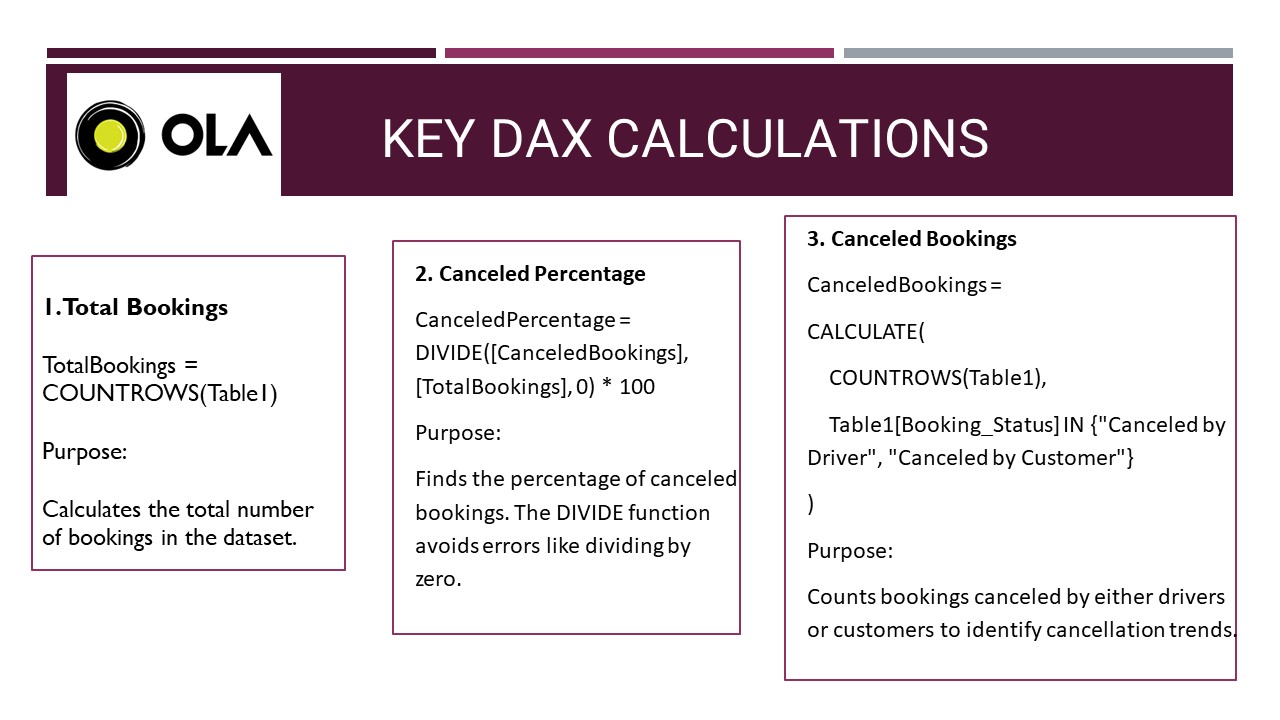 OLA
KEY DAX CALCULATIONS
1.Total Bookings
TotalBookings =
COUNTROWS(Table1)
Purpose:
Calculates the total number
of bookings in the dataset.
2. Canceled Percentage
CanceledPercentage =
DIVIDE([CanceledBookings],
[TotalBookings], 0) * 100
Purpose:
Finds the percentage of canceled
bookings. The DIVIDE function
avoids errors like dividing by
zero.
3. Canceled Bookings
CanceledBookings =
CALCULATE(
COUNTROWS(Table1),
Table1[Booking_Status] IN {"Canceled by
Driver", "Canceled by Customer"}
)
Purpose:
Counts bookings canceled by either drivers
or customers to identify cancellation trends.